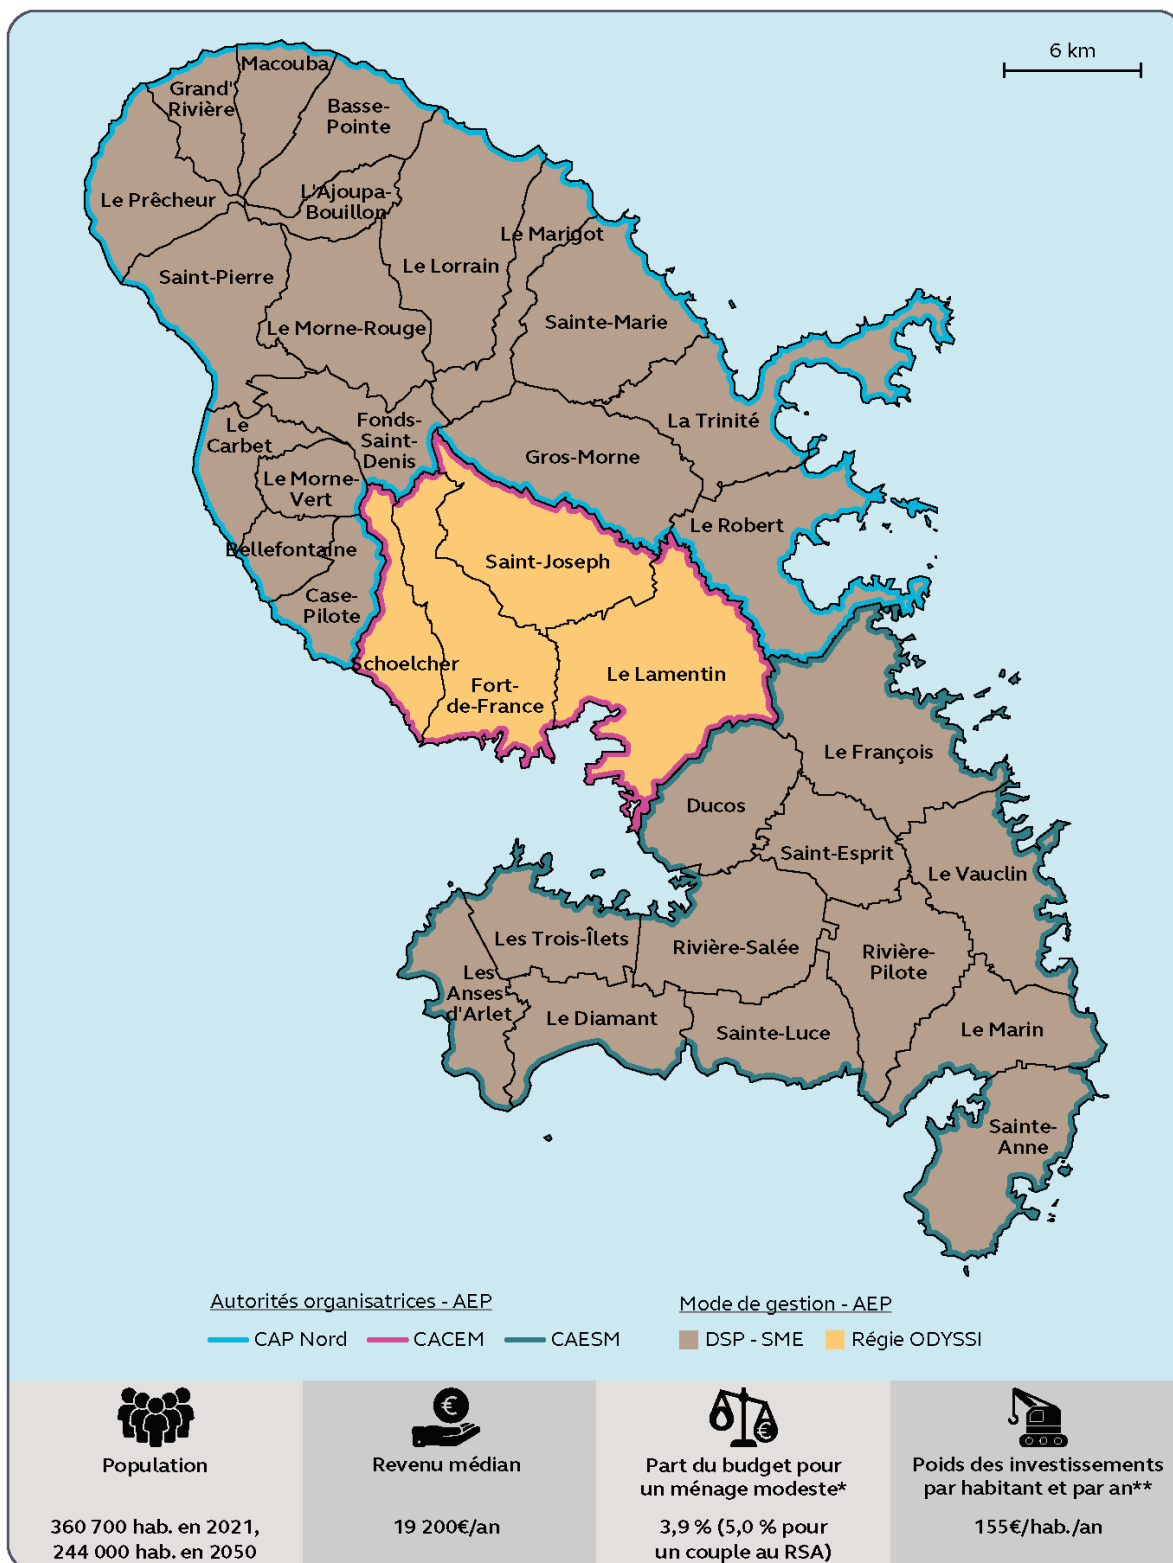 6 km
Macouba
Grand'
Rivière
Basse-
Pointe
Le Prêcheur
L'Ajoupa-
Bouillon
Le Marigot
Saint-Pierre
Le Lorrain
Le Morne-Rouge
Sainte-Marie
Le
Carbet
Fonds-
Saint-
Denis
La Trinité
Gros-Morne
Le Morne-
Vert
Le Robert
Bellefontaine
Saint-Joseph
Case-
Pilote
Schoelcher
Le Lamentin
Fort-
de-France
Le François
Ducos
Saint-Esprit
Le Vauclin
Les Trois-Îlets
Rivière-Salée
Rivière-
Pilote
Les
Anses-
d'Arlet
Le Diamant
Sainte-Luce
Le Marin
Sainte-
Anne
Autorités organisatrices - AEP
CAP Nord
CACEM
CAESM
Mode de gestion - AEP
DSP - SME
Régie ODYSSI
Population
360 700 hab. en 2021,
244 000 hab. en 2050
Revenu médian
19 200€/an
Part du budget pour
un ménage modeste*
3,9 % (5,0 % pour
un couple au RSA)
Poids des investissements
par habitant et par an**
155€/hab./an